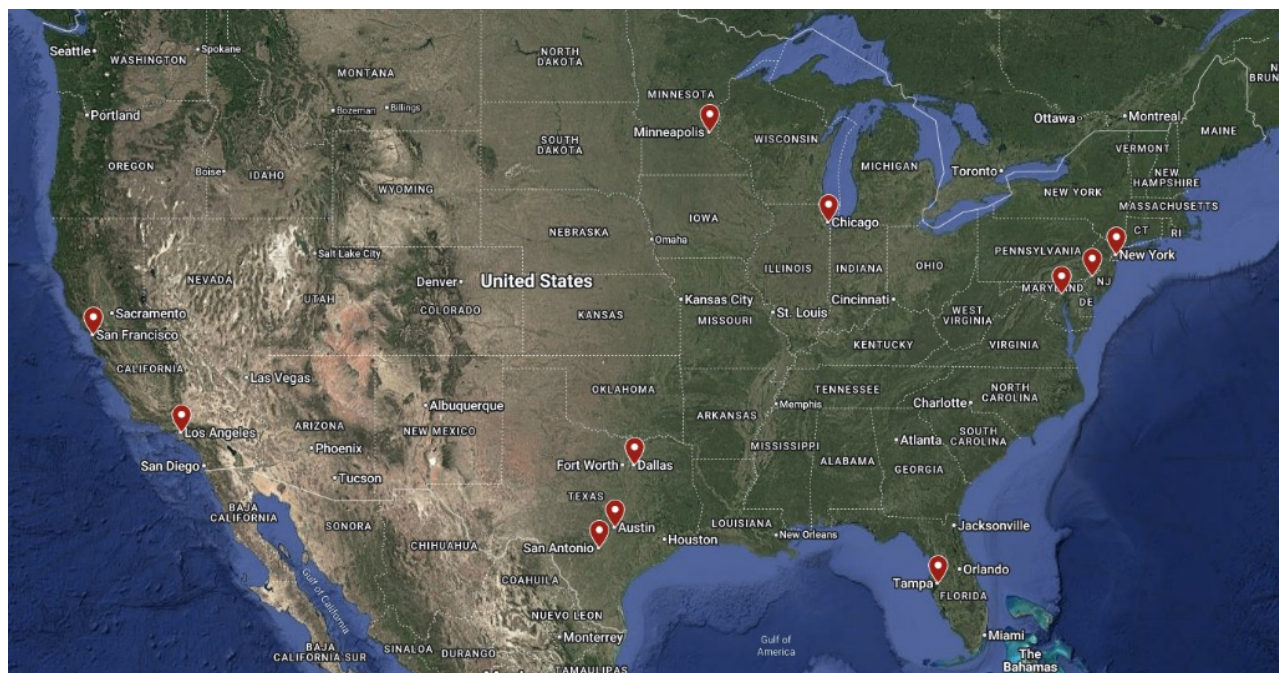 Seattle
Spokane
WASHINGTON
MONTANA
NORTH
DAKOTA
MINNESOTA
Bozeman
Billings
Portland
Minneapolis
Ottawa
Montreal
MAINE
N
BRUN
SOUTH
DAKOTA
WISCONSIN
VERMONT
OREGON
Boise
IDAHO
MICHIGAN
Toronto
NEW
HAMPSHIRE
WYOMING
NEW YORK
MASSACHUSETTS
IOWA
Chicago
CT
RI
NEBRASKA
Omaha
Salt Lake City
PENNSYLVANIA
New York
NEVADA
Denver
United States
ILLINOIS
INDIANA
OHIO
NJ
MARYLAND
DE
UTAH
COLORADO
Kansas City
Cincinnati
Sacramento
KANSAS
MISSOURI
St. Louis
WEST
VIRGINIA
San Francisco
KENTUCKY
VIRGINIA
CALIFORNIA
Las Vegas
OKLAHOMA
TENNESSEE
NORTH
CAROLINA
Albuquerque
Memphis
Charlotte
ARKANSAS
Los Angeles
ARIZONA
NEW MEXICO
SOUTH
CAROLINA
Atlanta
Phoenix
MISSISSIPPI
ALABAMA
GEORGIA
San Diego
Fort Worth
Dallas
Tucson
TEXAS
BAJA
CALIFORNIA
SONORA
Austin
LOUISIANA
Jacksonville
New Orleans
Houston
CHIHUAHUA
San Antonio
Orlando
Gulf of California
COAHUILA
Tampa
FLORIDA
NUEVO LEON
Monterrey
Gulf of
America
Miami
BAJA
CALIFORNIA SUR
SINALOA
DURANGO
The
Bahamas
TAMAULIPAS